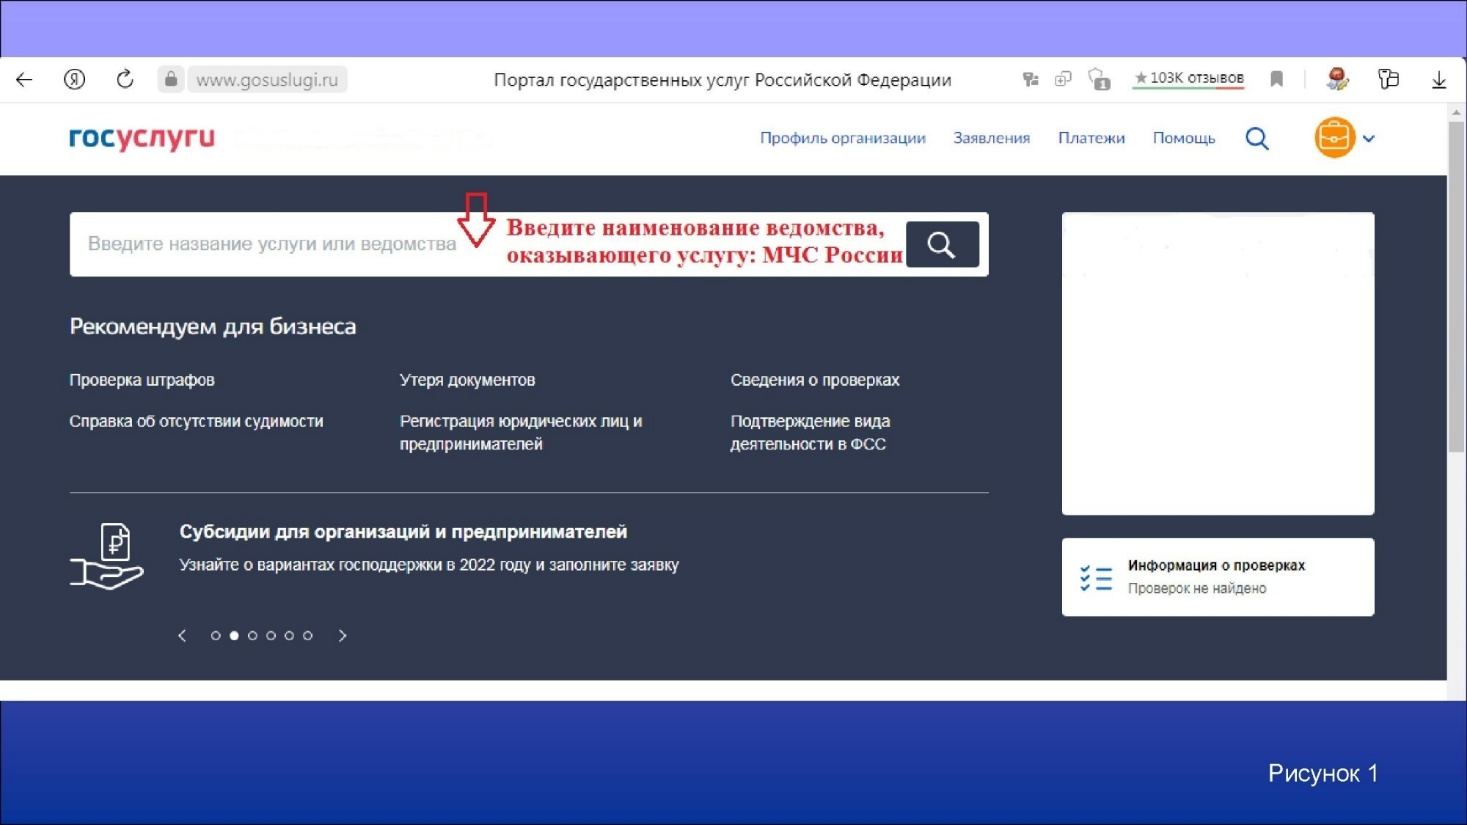 www.gosuslugi.ru
Портал государственных услуг Российской Федерации
1
★ 103К отзывов
госуслуги
Профиль организации
Заявления
Платежи
Помощь
Введите название услуги или ведомства
Введите наименование ведомства,
оказывающего услугу: МЧС России
Рекомендуем для бизнеса
Проверка штрафов
Утеря документов
Сведения о проверках
Справка об отсутствии судимости
Регистрация юридических лиц и
предпринимателей
Подтверждение вида
деятельности в ФСС
Субсидии для организаций и предпринимателей
Узнайте о вариантах господдержки в 2022 году и заполните заявку
Информация о проверках
Проверок не найдено
Рисунок 1